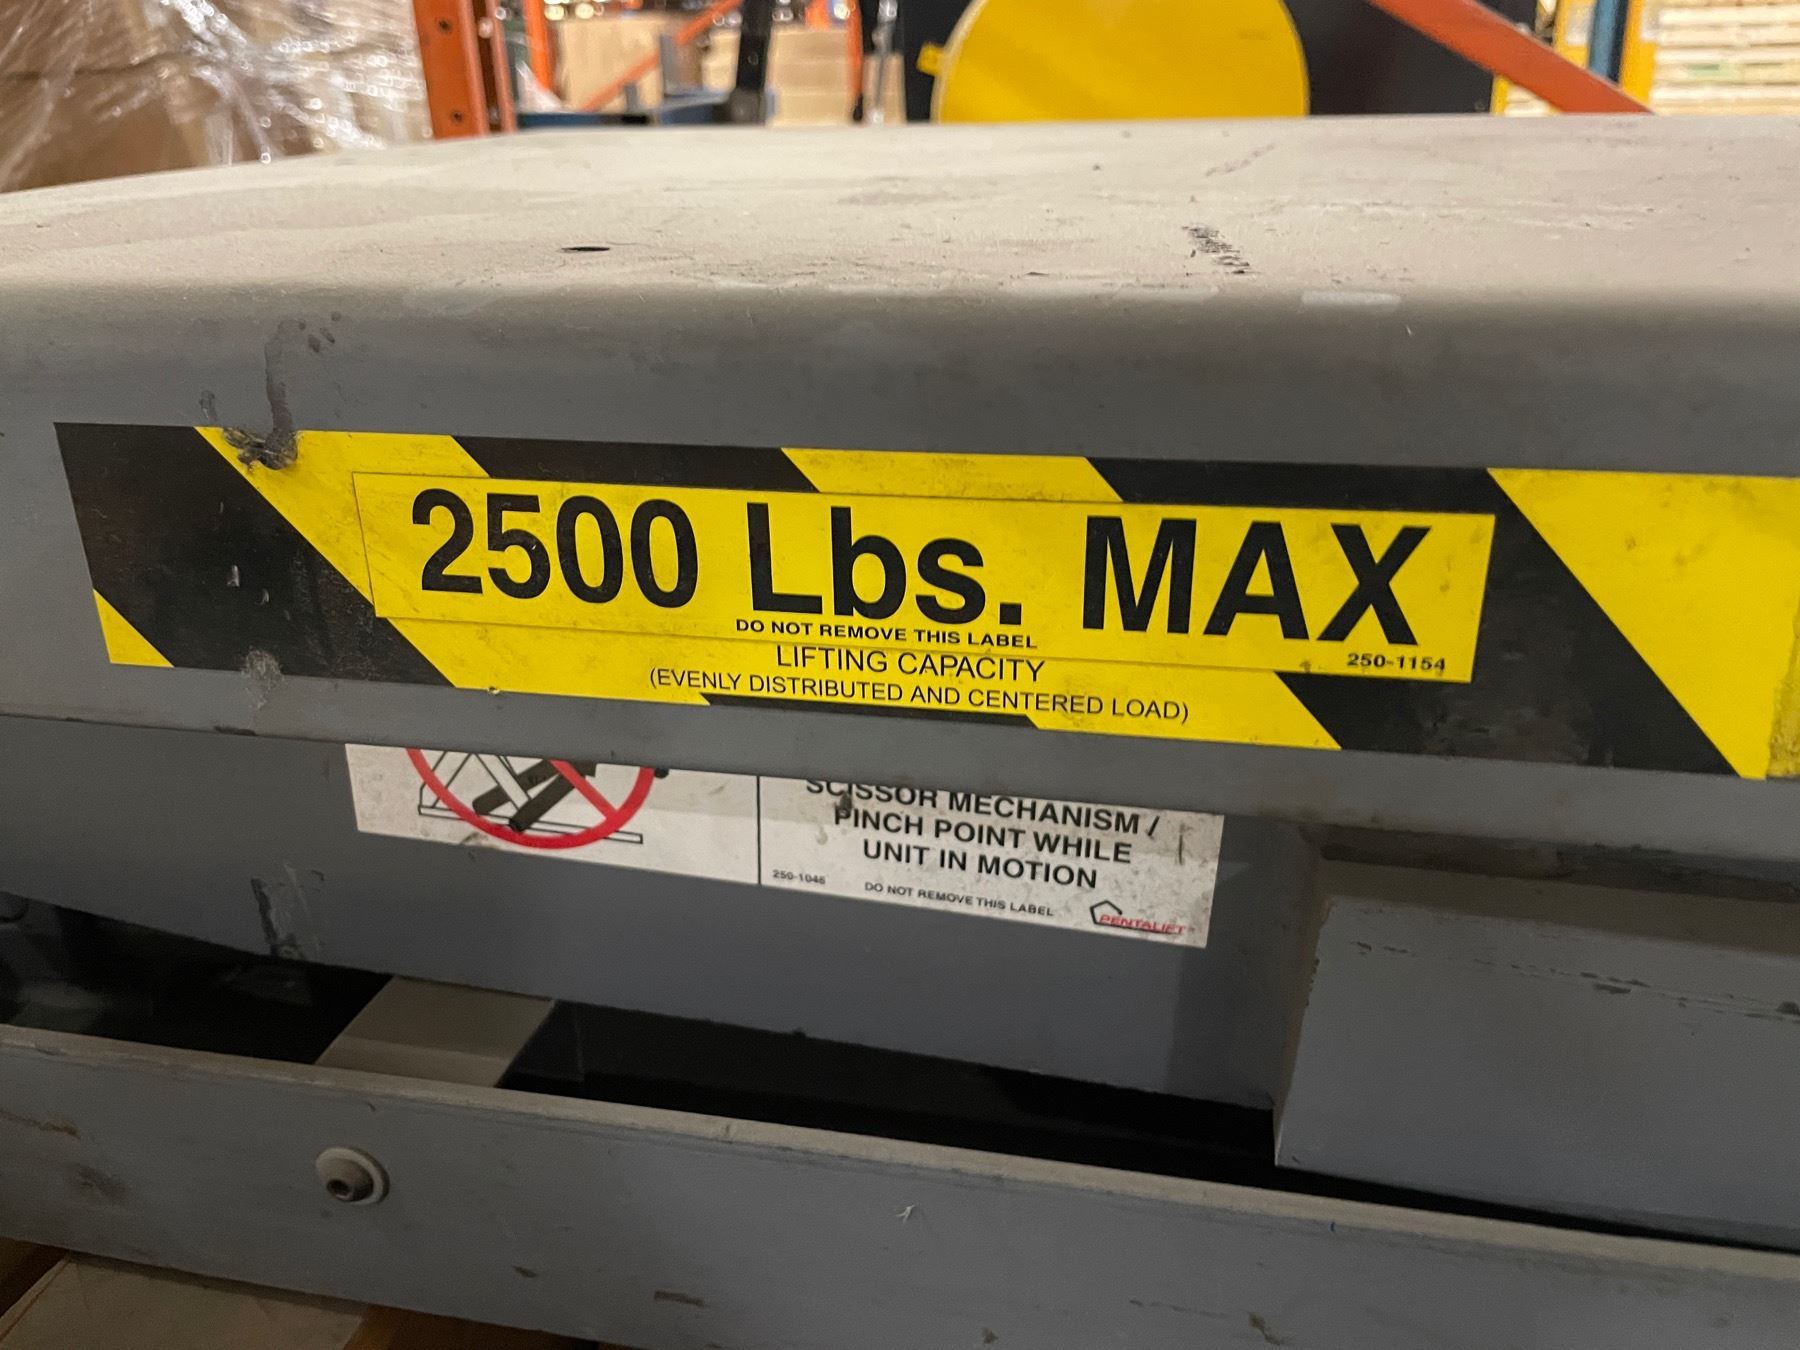 2500 Lbs. MAX
DO NOT REMOVE THIS LABEL
250-1154
LIFTING CAPACITY
(EVENLY DISTRIBUTED AND CENTERED LOAD)
SCISSOR MECHANISM /
PINCH POINT WHILE
UNIT IN MOTION
250-1046
DO NOT REMOVE THIS LABEL
PENTALIFT